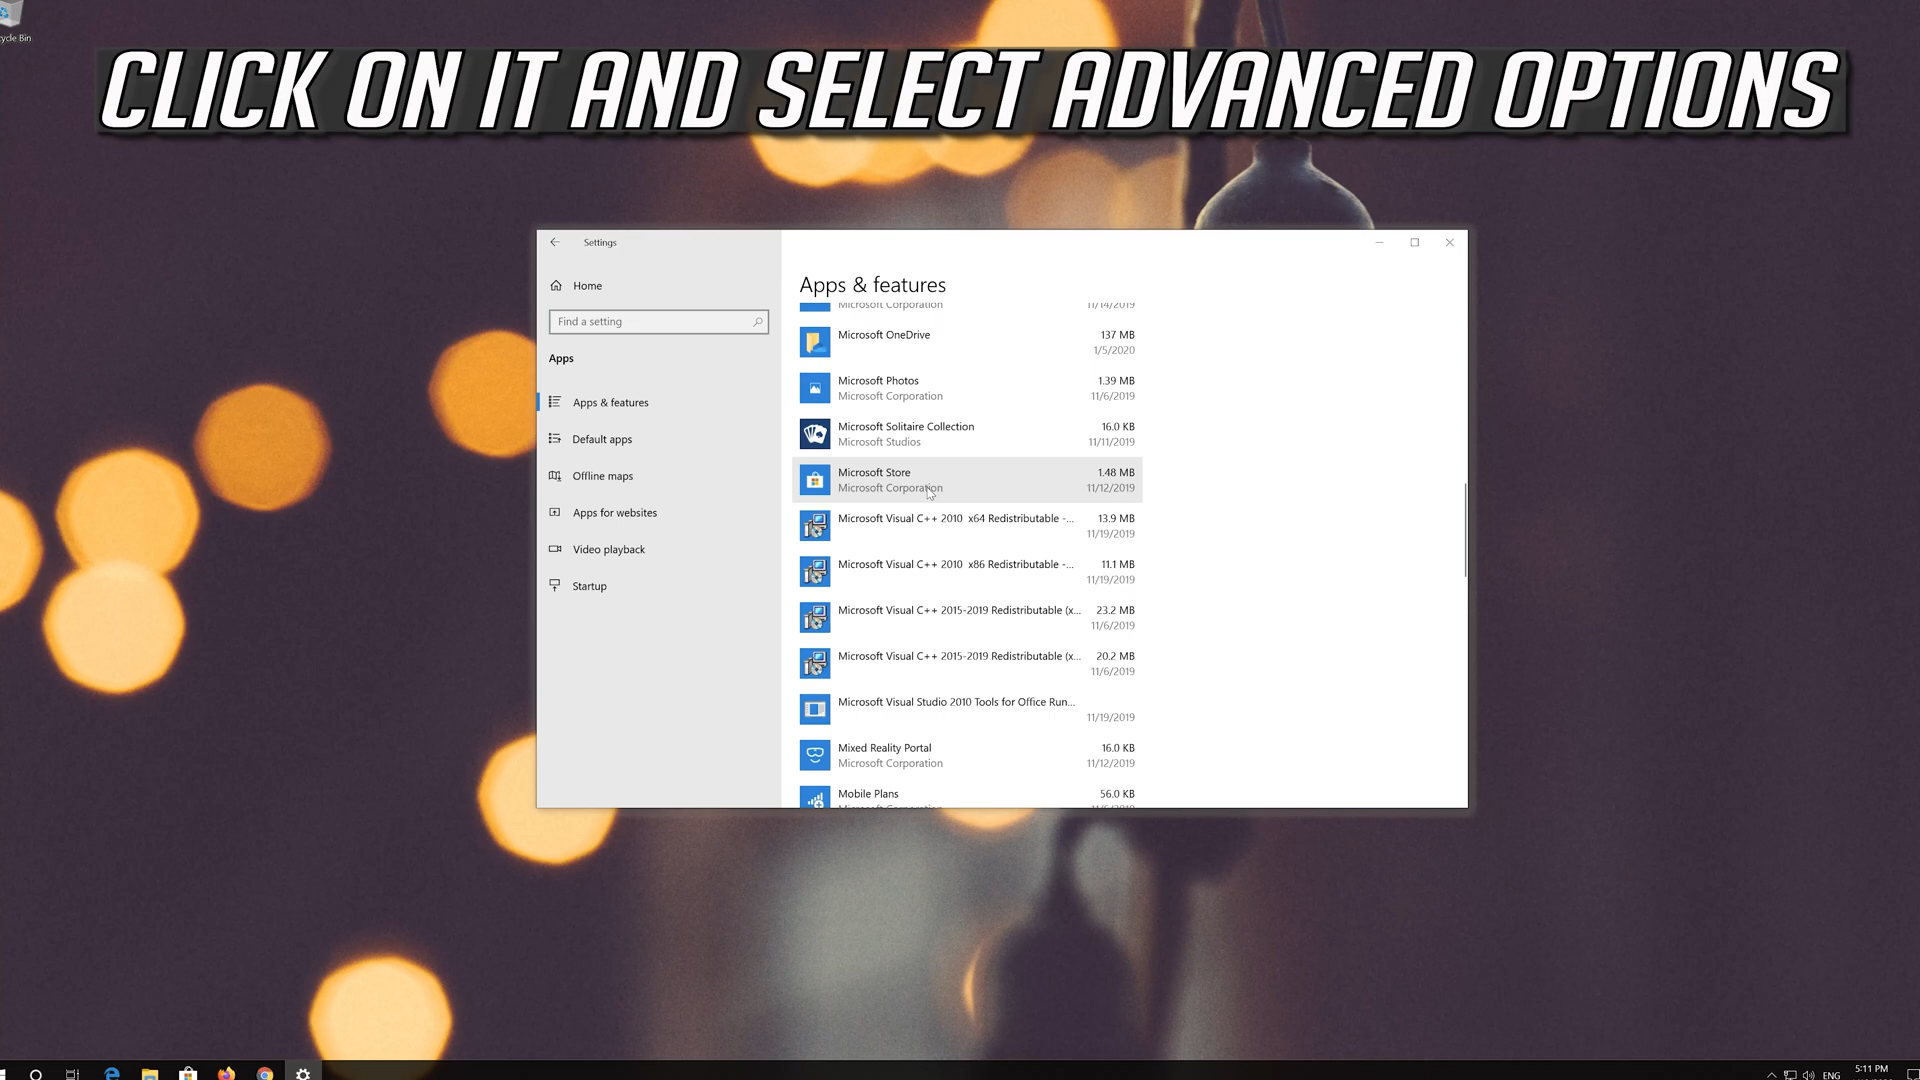 cycle Bin
CLICK ON IT AND SELECT ADVANCED OPTIONS
Settings
Home
Find a setting
Apps
Apps & features
Default apps
Offline maps
Apps for websites
Video playback
Startup
Apps & features
Microsoft Corporation 11/14/2019
Microsoft OneDrive 137 MB
1/5/2020
Microsoft Photos 1.39 MB
Microsoft Corporation 11/6/2019
Microsoft Solitaire Collection 16.0 KB
Microsoft Studios 11/11/2019
Microsoft Store 1.48 MB
Microsoft Corporation 11/12/2019
Microsoft Visual C++ 2010 x64 Redistributable -... 13.9 MB
11/19/2019
Microsoft Visual C++ 2010 x86 Redistributable -... 11.1 MB
11/19/2019
Microsoft Visual C++ 2015-2019 Redistributable (x... 23.2 MB
11/6/2019
Microsoft Visual C++ 2015-2019 Redistributable (x... 20.2 MB
11/6/2019
Microsoft Visual Studio 2010 Tools for Office Run...
11/19/2019
Mixed Reality Portal 16.0 KB
Microsoft Corporation 11/12/2019
Mobile Plans 56.0 KB
ENG
5:11 PM